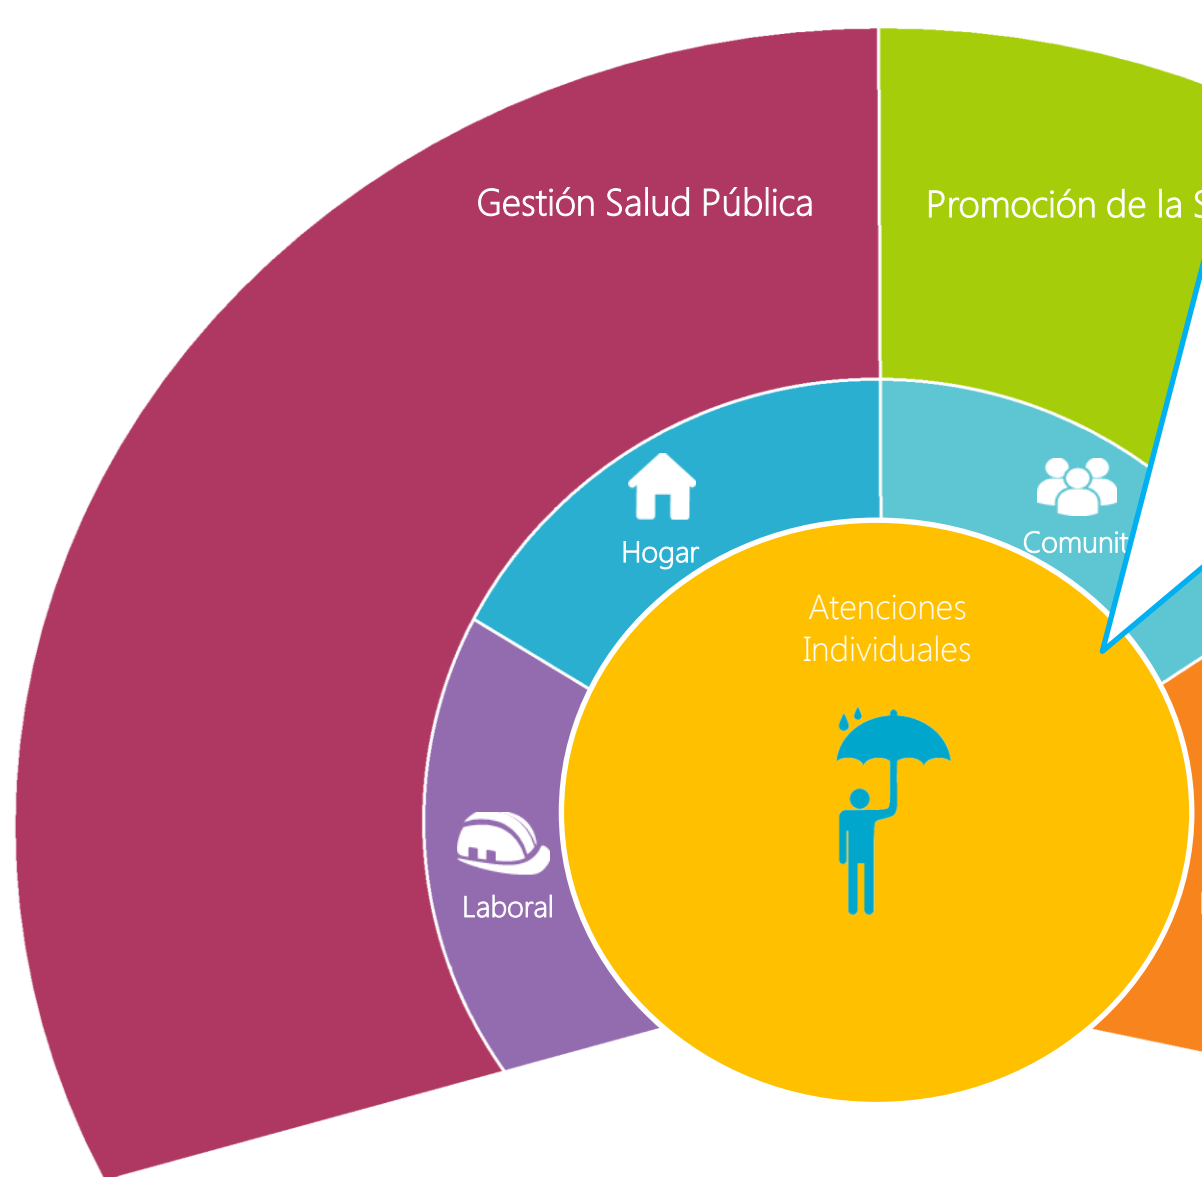 Gestión Salud Pública
Promoción de la
Hogar
Atenciones
Individuales
Laboral